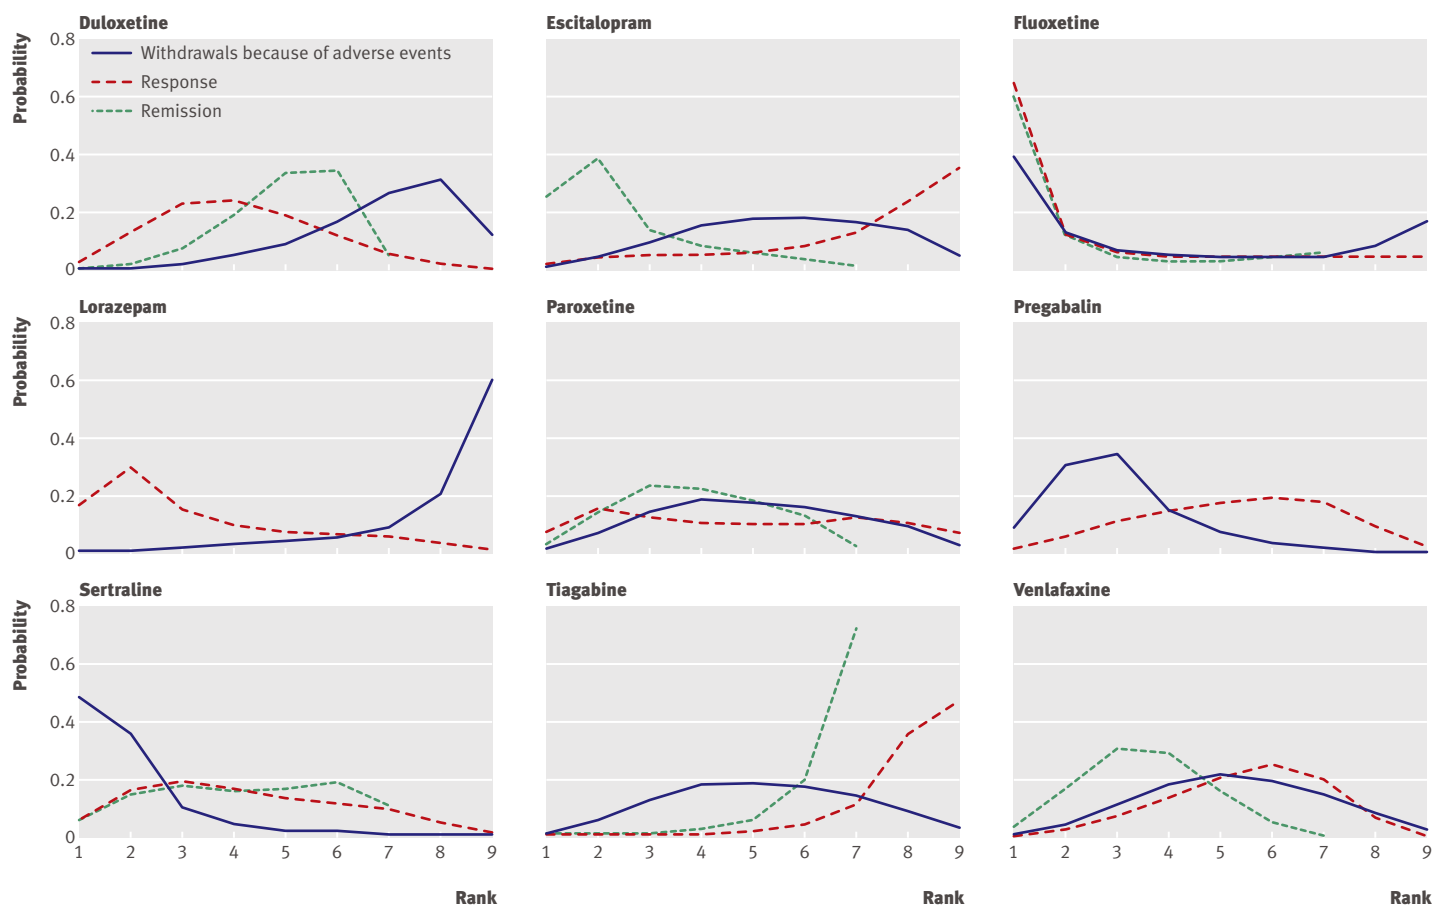 Duloxetine
Escitalopram
Fluoxetine
Probability
0.8
0.6
0.4
0.2
0
Withdrawals because of adverse events
Response
Remission
Lorazepam
Paroxetine
Pregabalin
Probability
0.8
0.6
0.4
0.2
0
Sertraline
Tiagabine
Venlafaxine
Probability
0.8
0.6
0.4
0.2
0
1 2 3 4 5 6 7 8 9
1 2 3 4 5 6 7 8 9
1 2 3 4 5 6 7 8 9
Rank
Rank
Rank